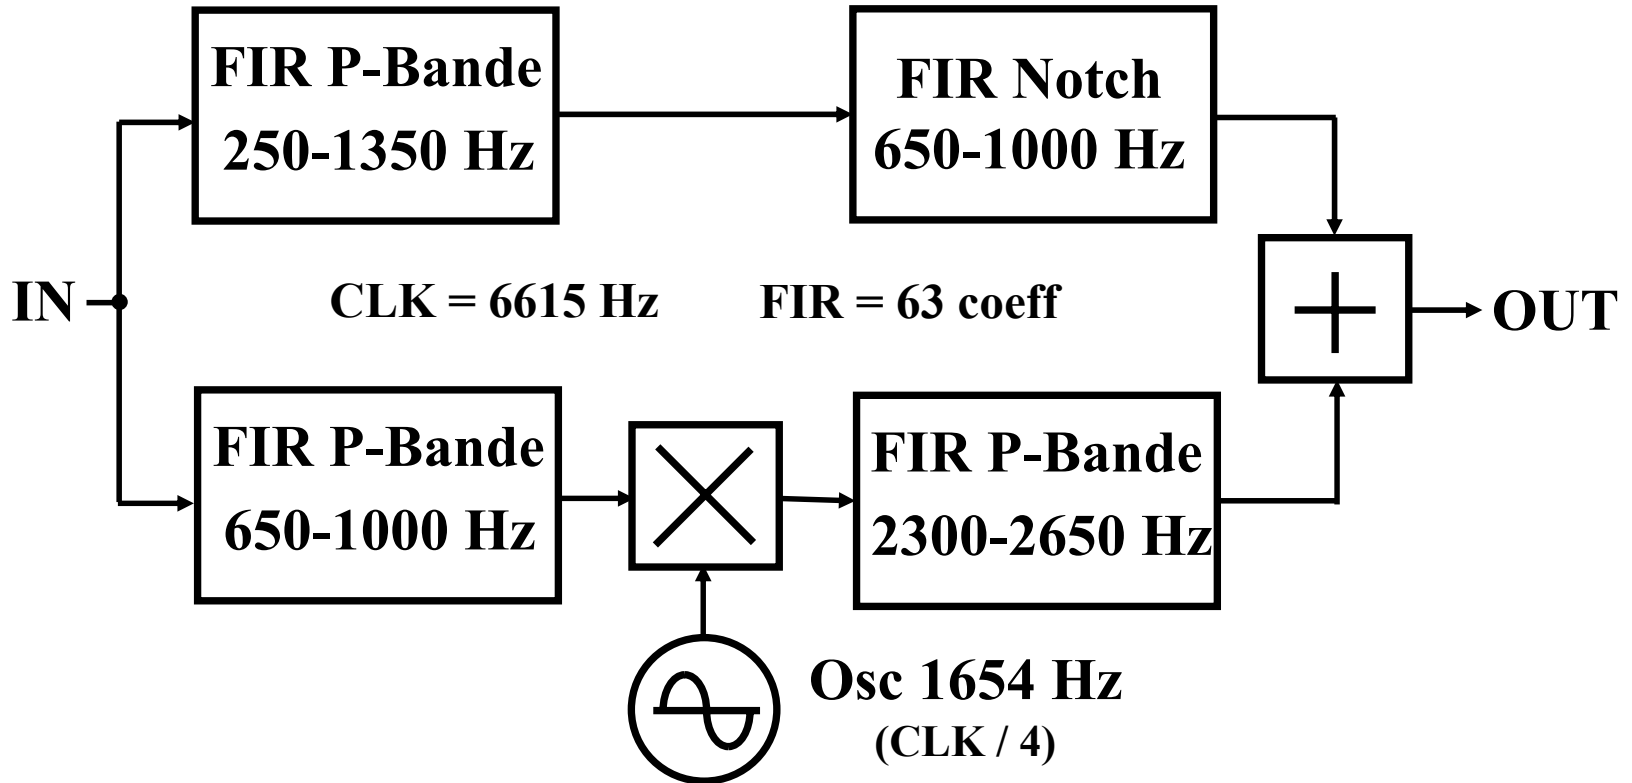 FIR P-Bande
250-1350 Hz
FIR Notch
650-1000 Hz
IN
CLK = 6615 Hz
FIR = 63 coeff
OUT
FIR P-Bande
650-1000 Hz
FIR P-Bande
2300-2650 Hz
Osc 1654 Hz
(CLK / 4)